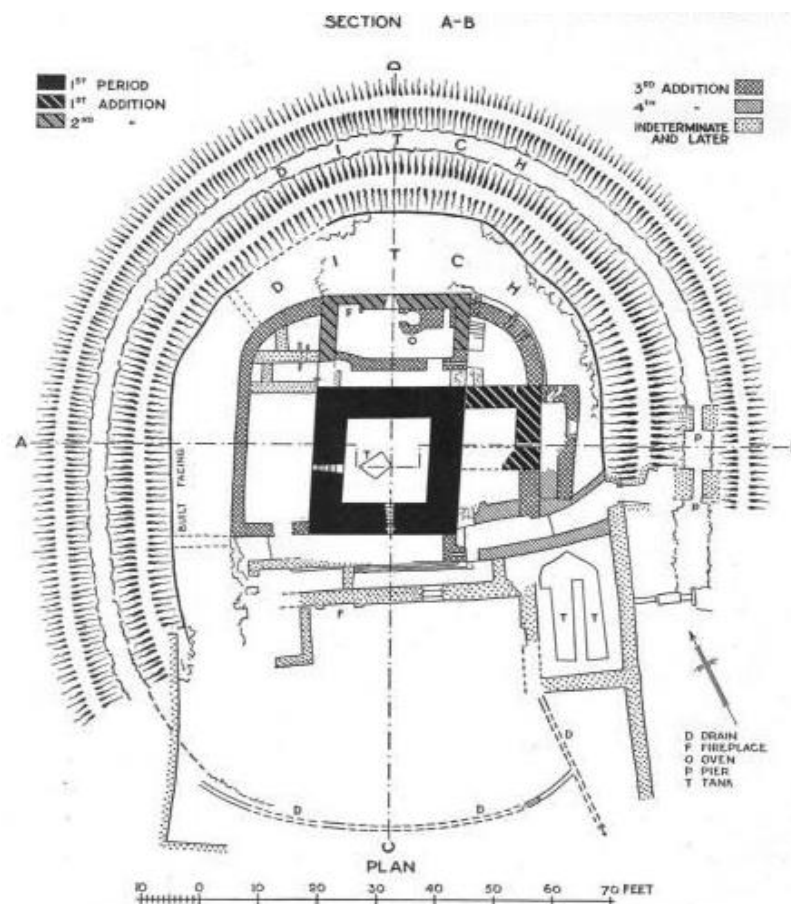 SECTION A-B
1ST PERIOD
1ST ADDITION
2ND "
3RD ADDITION
4TH "
INDETERMINATE
AND LATER
D
D I T C H
D I T C H
F
O
A
T
P
P
BUILT FACING
F
T T
D DRAIN
F FIREPLACE
O OVEN
P PIER
T TANK
D
D D
C
PLAN
10 0 10 20 30 40 50 60 70 FEET